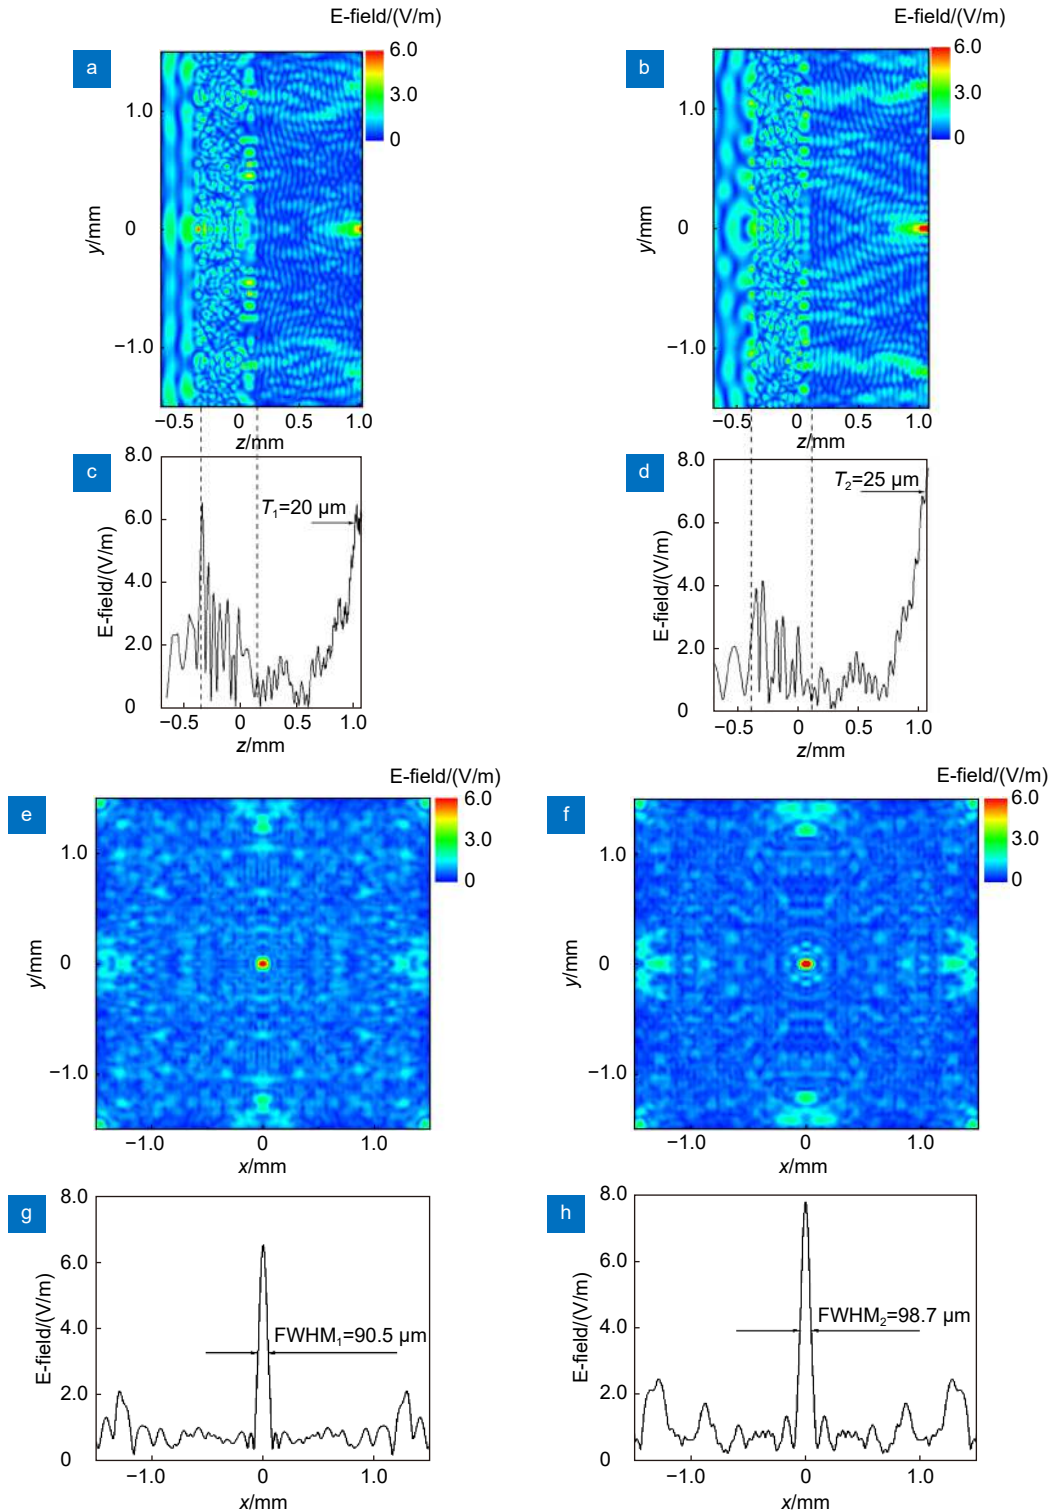 E-field/(V/m)
a
6.0
3.0
0
1.0
0
−1.0
y/mm
−0.5
0
0.5
1.0
z/mm
E-field/(V/m)
b
6.0
3.0
0
1.0
0
−1.0
y/mm
−0.5
0
0.5
1.0
z/mm
c
8.0
6.0
4.0
2.0
0
E-field/(V/m)
T1=20 μm
−0.5
0
0.5
1.0
z/mm
d
8.0
6.0
4.0
2.0
0
E-field/(V/m)
T2=25 μm
−0.5
0
0.5
1.0
z/mm
E-field/(V/m)
e
6.0
3.0
0
1.0
0
−1.0
y/mm
−1.0
0
1.0
x/mm
E-field/(V/m)
f
6.0
3.0
0
1.0
0
−1.0
y/mm
−1.0
0
1.0
x/mm
g
8.0
6.0
4.0
2.0
0
E-field/(V/m)
FWHM1=90.5 μm
−1.0
0
1.0
x/mm
h
8.0
6.0
4.0
2.0
0
E-field/(V/m)
FWHM2=98.7 μm
−1.0
0
1.0
x/mm